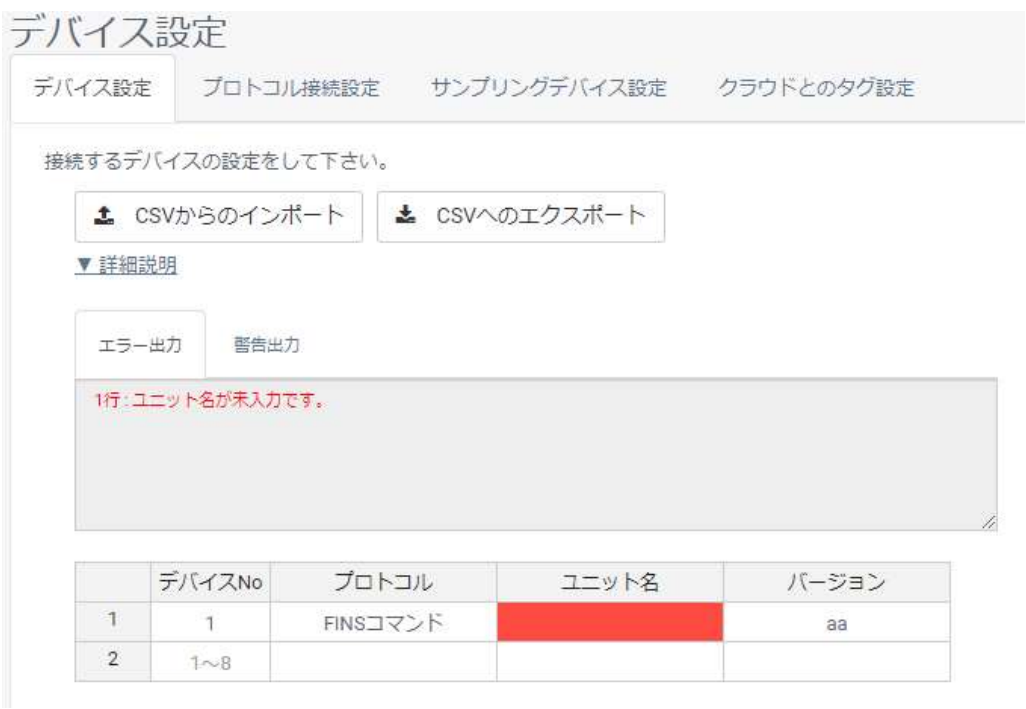 デバイス設定
デバイス設定 プロトコル接続設定 サンプリングデバイス設定 クラウドとのタグ設定
接続するデバイスの設定をして下さい。
CSVからのインポート CSVへのエクスポート
▼ 詳細説明
エラー出力 警告出力
1行 : ユニット名が未入力です。
デバイスNo プロトコル ユニット名 バージョン
1 1 FINSコマンド aa
2 1～8